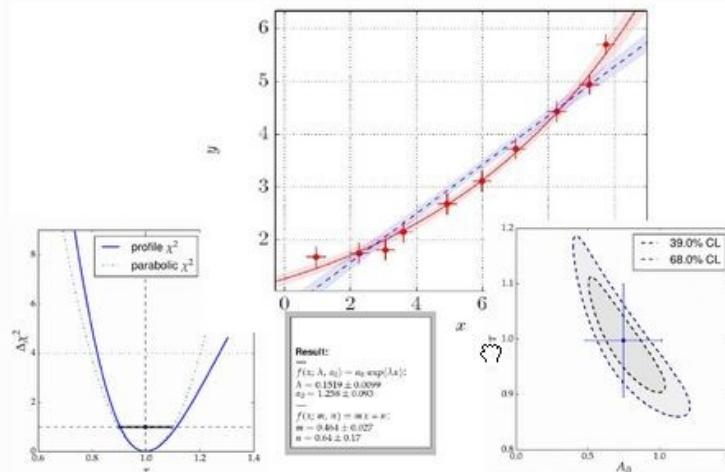 6
5
4
3
2
y
0
2
4
6
x
profile χ²
parabolic χ²
8
6
4
2
0
Δχ²
0.6
0.8
1.0
1.2
1.4
τ
Result:
f(x; λ, a₀) = a₀ exp(λx):
λ = 0.1519 ± 0.0099
a₀ = 1.256 ± 0.093
f(x; m, n) = m x + n:
m = 0.464 ± 0.027
n = 0.64 ± 0.17
39.0% CL
68.0% CL
1.2
1.1
1.0
0.9
0.8
0.0
0.5
1.0
A₀